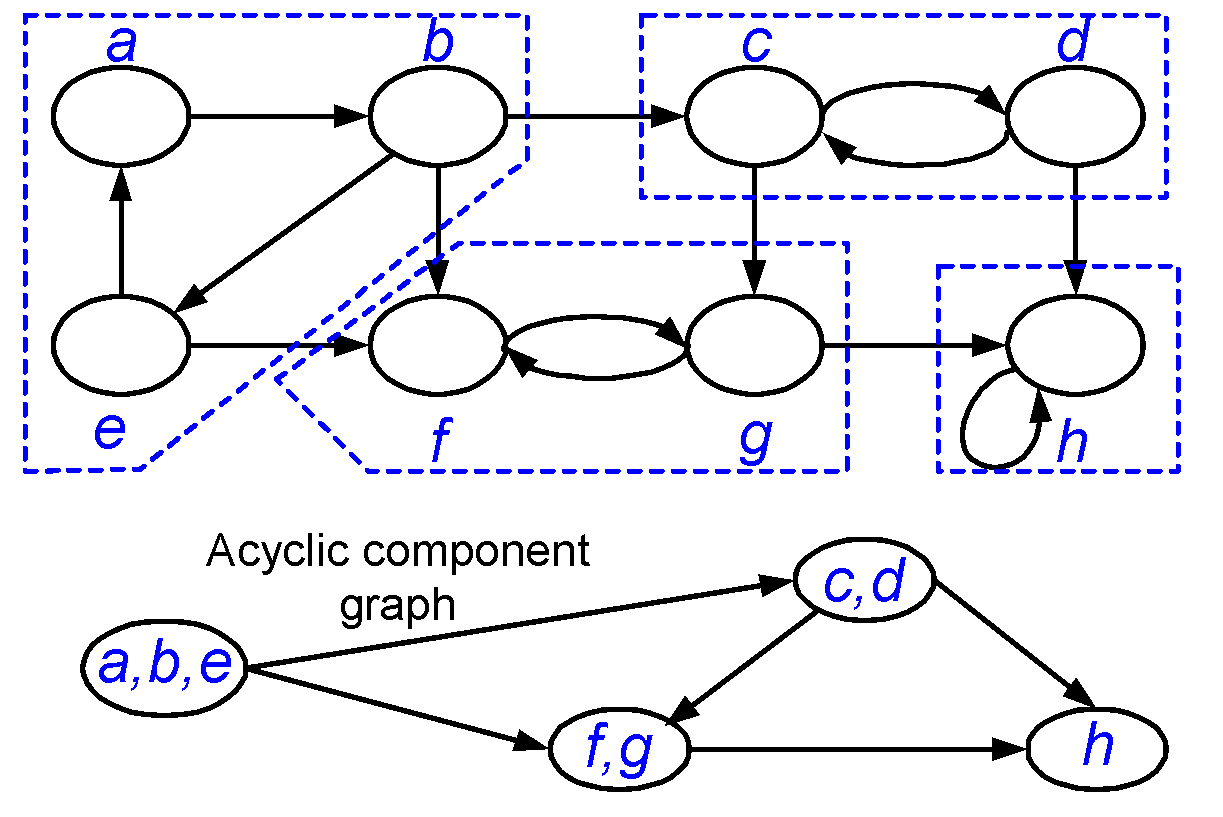 a b c d
e f g h
Acyclic component
graph
c,d
a,b,e
f,g
h